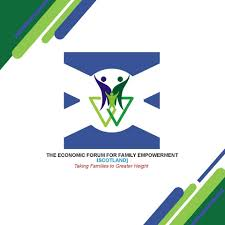 THE ECONOMIC FORUM FOR FAMILY EMPOWERMENT
(SCOTLAND)
Taking Families to Greater Height